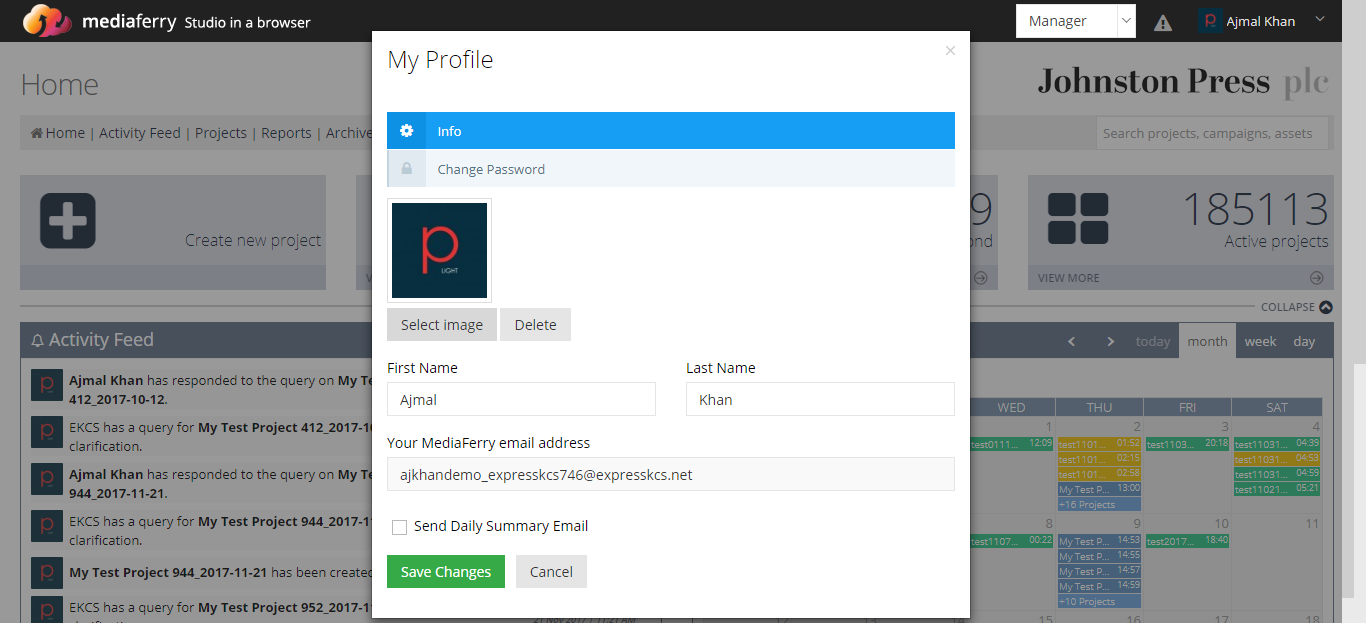 mediaferry Studio in a browser
Manager
Ajmal Khan
My Profile
×
Home
Johnston Press plc
Home | Activity Feed | Projects | Reports | Archive
Search projects, campaigns, assets
Info
Change Password
Create new project
9
185113
Active projects
VIEW MORE
COLLAPSE
p
LIGHT
Select image
Delete
Activity Feed
today
month
week
day
First Name
Last Name
Ajmal
Khan
Your MediaFerry email address
ajkhandemo_expresskcs746@expresskcs.net
Send Daily Summary Email
Save Changes
Cancel
Ajmal Khan has responded to the query on My Te
412_2017-10-12.
EKCS has a query for My Test Project 412_2017-10
clarification.
Ajmal Khan has responded to the query on My Te
944_2017-11-21.
EKCS has a query for My Test Project 944_2017-1
clarification.
My Test Project 944_2017-11-21 has been created
EKCS has a query for My Test Project 952_2017-1
WED
THU
FRI
SAT
1
2
3
4
test0111... 12:09
test1101... 01:52
test1103... 20:18
test11031... 04:39
test1101... 02:15
test11031... 04:53
test1101... 02:58
test11031... 04:59
My Test P... 13:00
test11021... 05:21
+16 Projects
8
9
10
11
test1107... 00:22
My Test P... 14:53
test2017... 18:40
My Test P... 14:55
My Test P... 14:57
My Test P... 14:59
+10 Projects
15
16
17
18